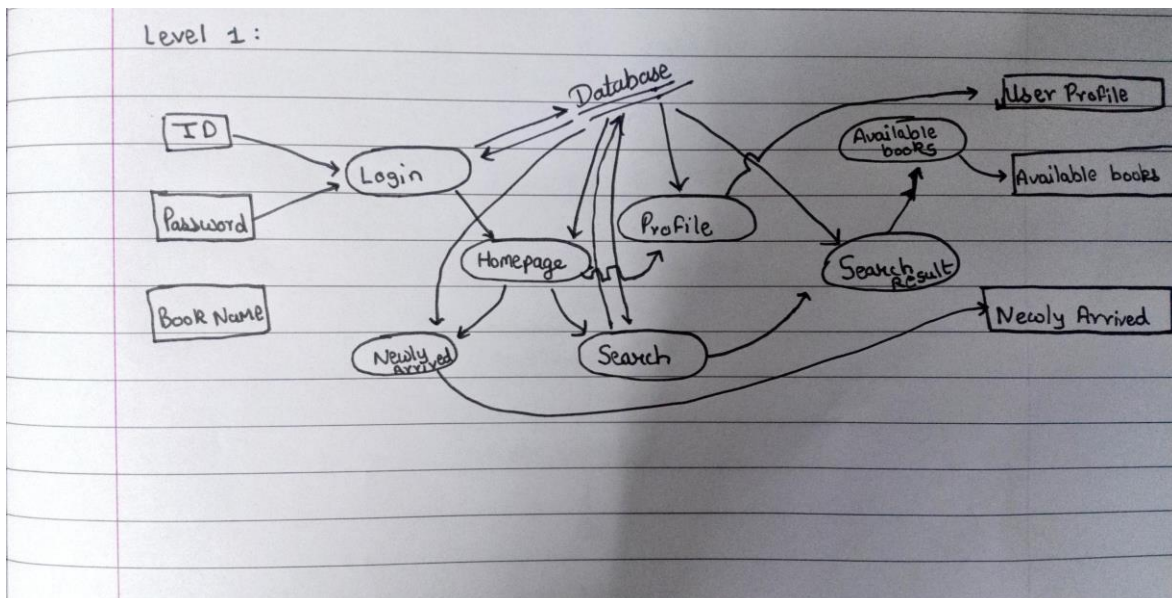 Level 1:
Database
User Profile
ID
Available
books
Login
Available books
Password
Profile
Homepage
Search
Result
Book Name
Newly Arrived
Newly
Arrived
Search